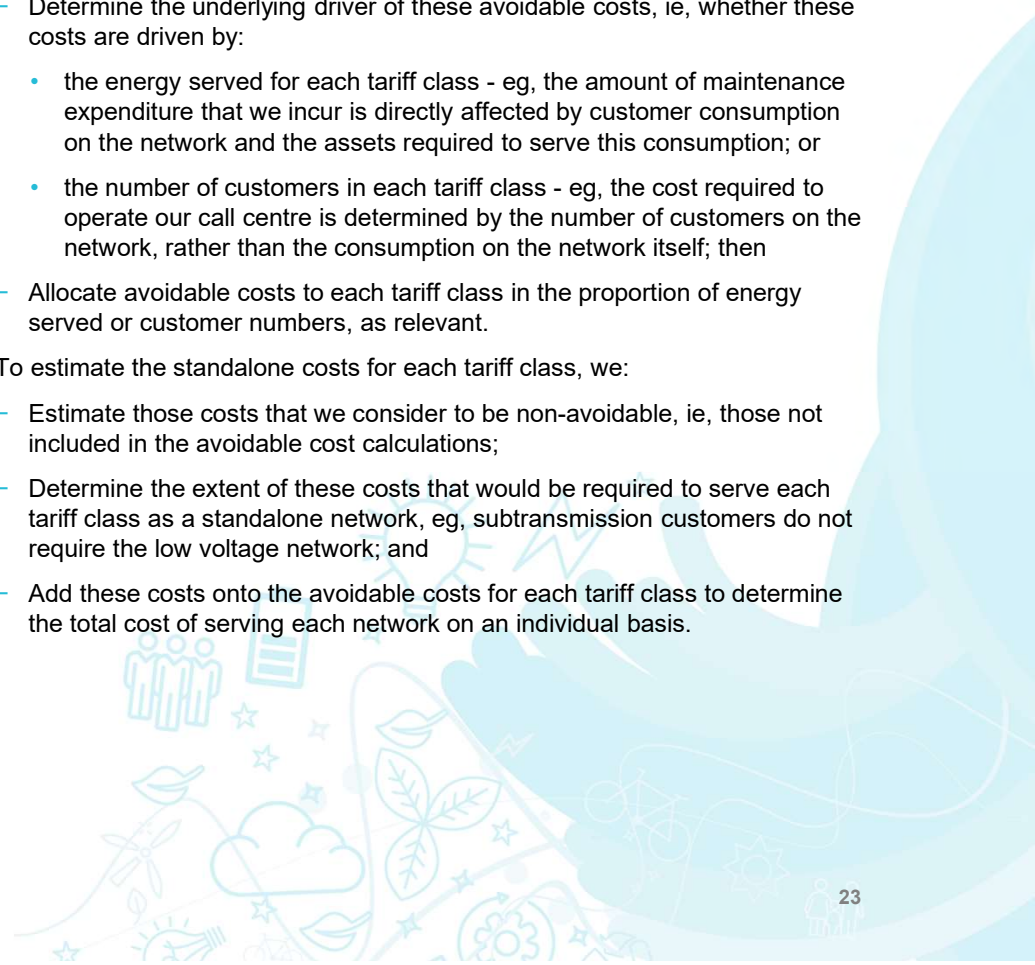 – Determine the underlying driver of these avoidable costs, ie, whether these
costs are driven by:
• the energy served for each tariff class - eg, the amount of maintenance
expenditure that we incur is directly affected by customer consumption
on the network and the assets required to serve this consumption; or
• the number of customers in each tariff class - eg, the cost required to
operate our call centre is determined by the number of customers on the
network, rather than the consumption on the network itself; then
– Allocate avoidable costs to each tariff class in the proportion of energy
served or customer numbers, as relevant.
To estimate the standalone costs for each tariff class, we:
– Estimate those costs that we consider to be non-avoidable, ie, those not
included in the avoidable cost calculations;
– Determine the extent of these costs that would be required to serve each
tariff class as a standalone network, eg, subtransmission customers do not
require the low voltage network; and
– Add these costs onto the avoidable costs for each tariff class to determine
the total cost of serving each network on an individual basis.
23